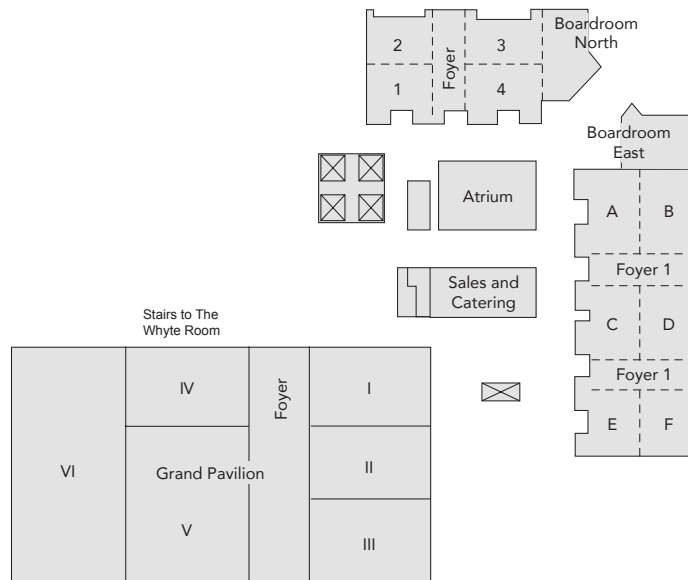 Boardroom
North
2
Foyer
3
1
4
Boardroom
East
Atrium
A
B
Foyer 1
Sales and
Catering
Stairs to The
Whyte Room
C
D
Foyer 1
IV
Foyer
I
E
F
VI
Grand Pavilion
II
V
III